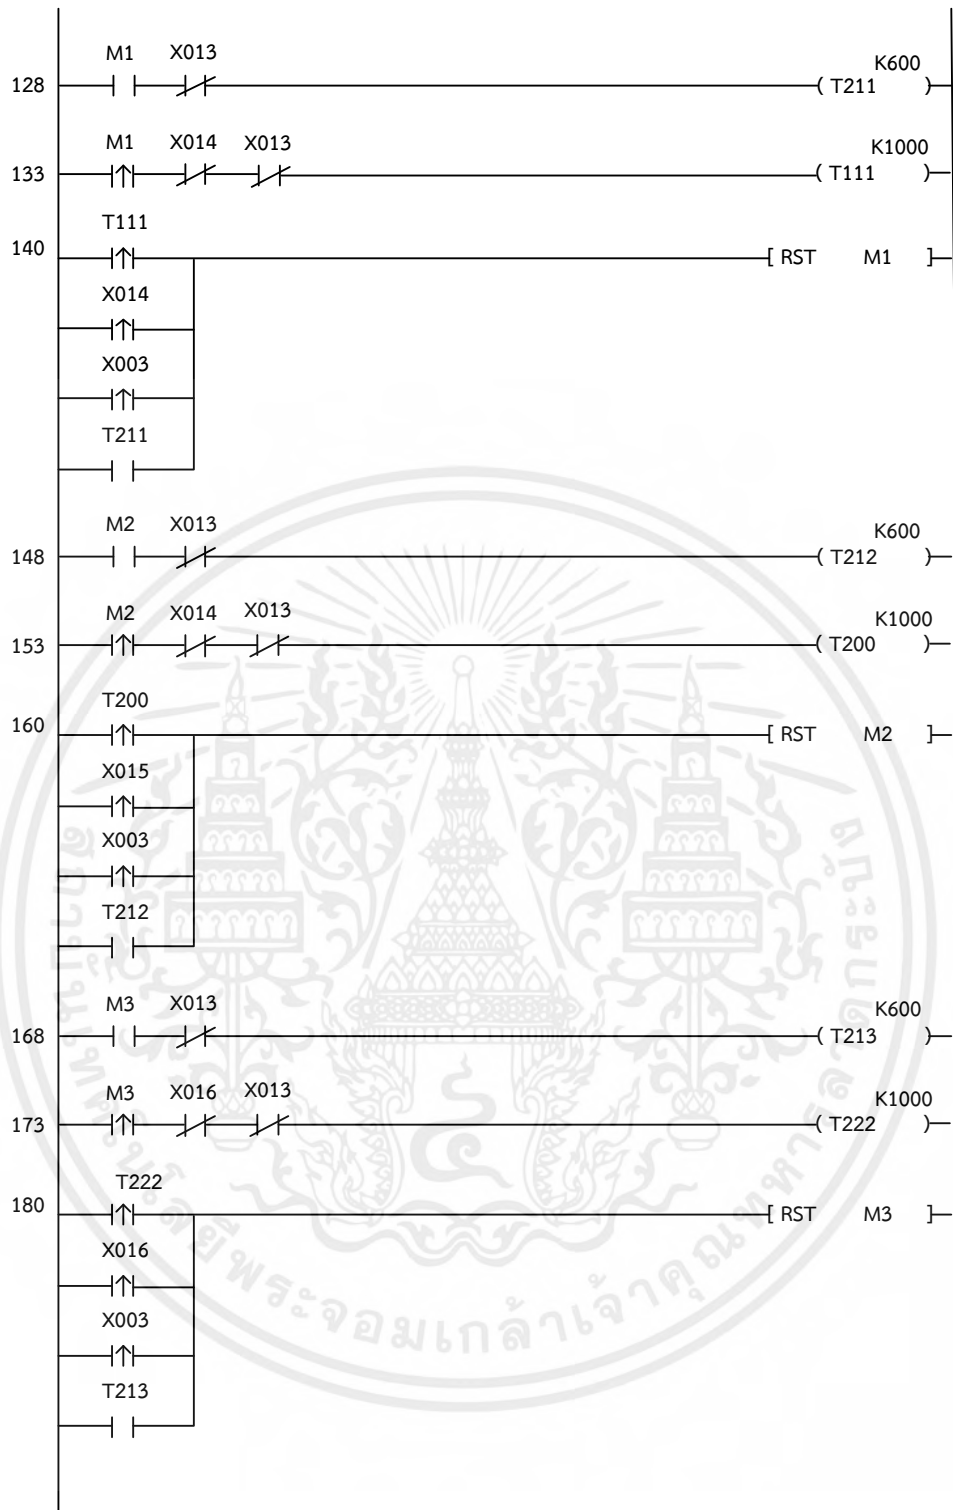 M1 X013 K600
128 ( T211 )
M1 X014 X013 K1000
133 ( T111 )
T111
140 [ RST M1 ]
X014
X003
T211
M2 X013 K600
148 ( T212 )
M2 X014 X013 K1000
153 ( T200 )
T200
160 [ RST M2 ]
X015
X003
T212
M3 X013 K600
168 ( T213 )
M3 X016 X013 K1000
173 ( T222 )
T222
180 [ RST M3 ]
X016
X003
T213